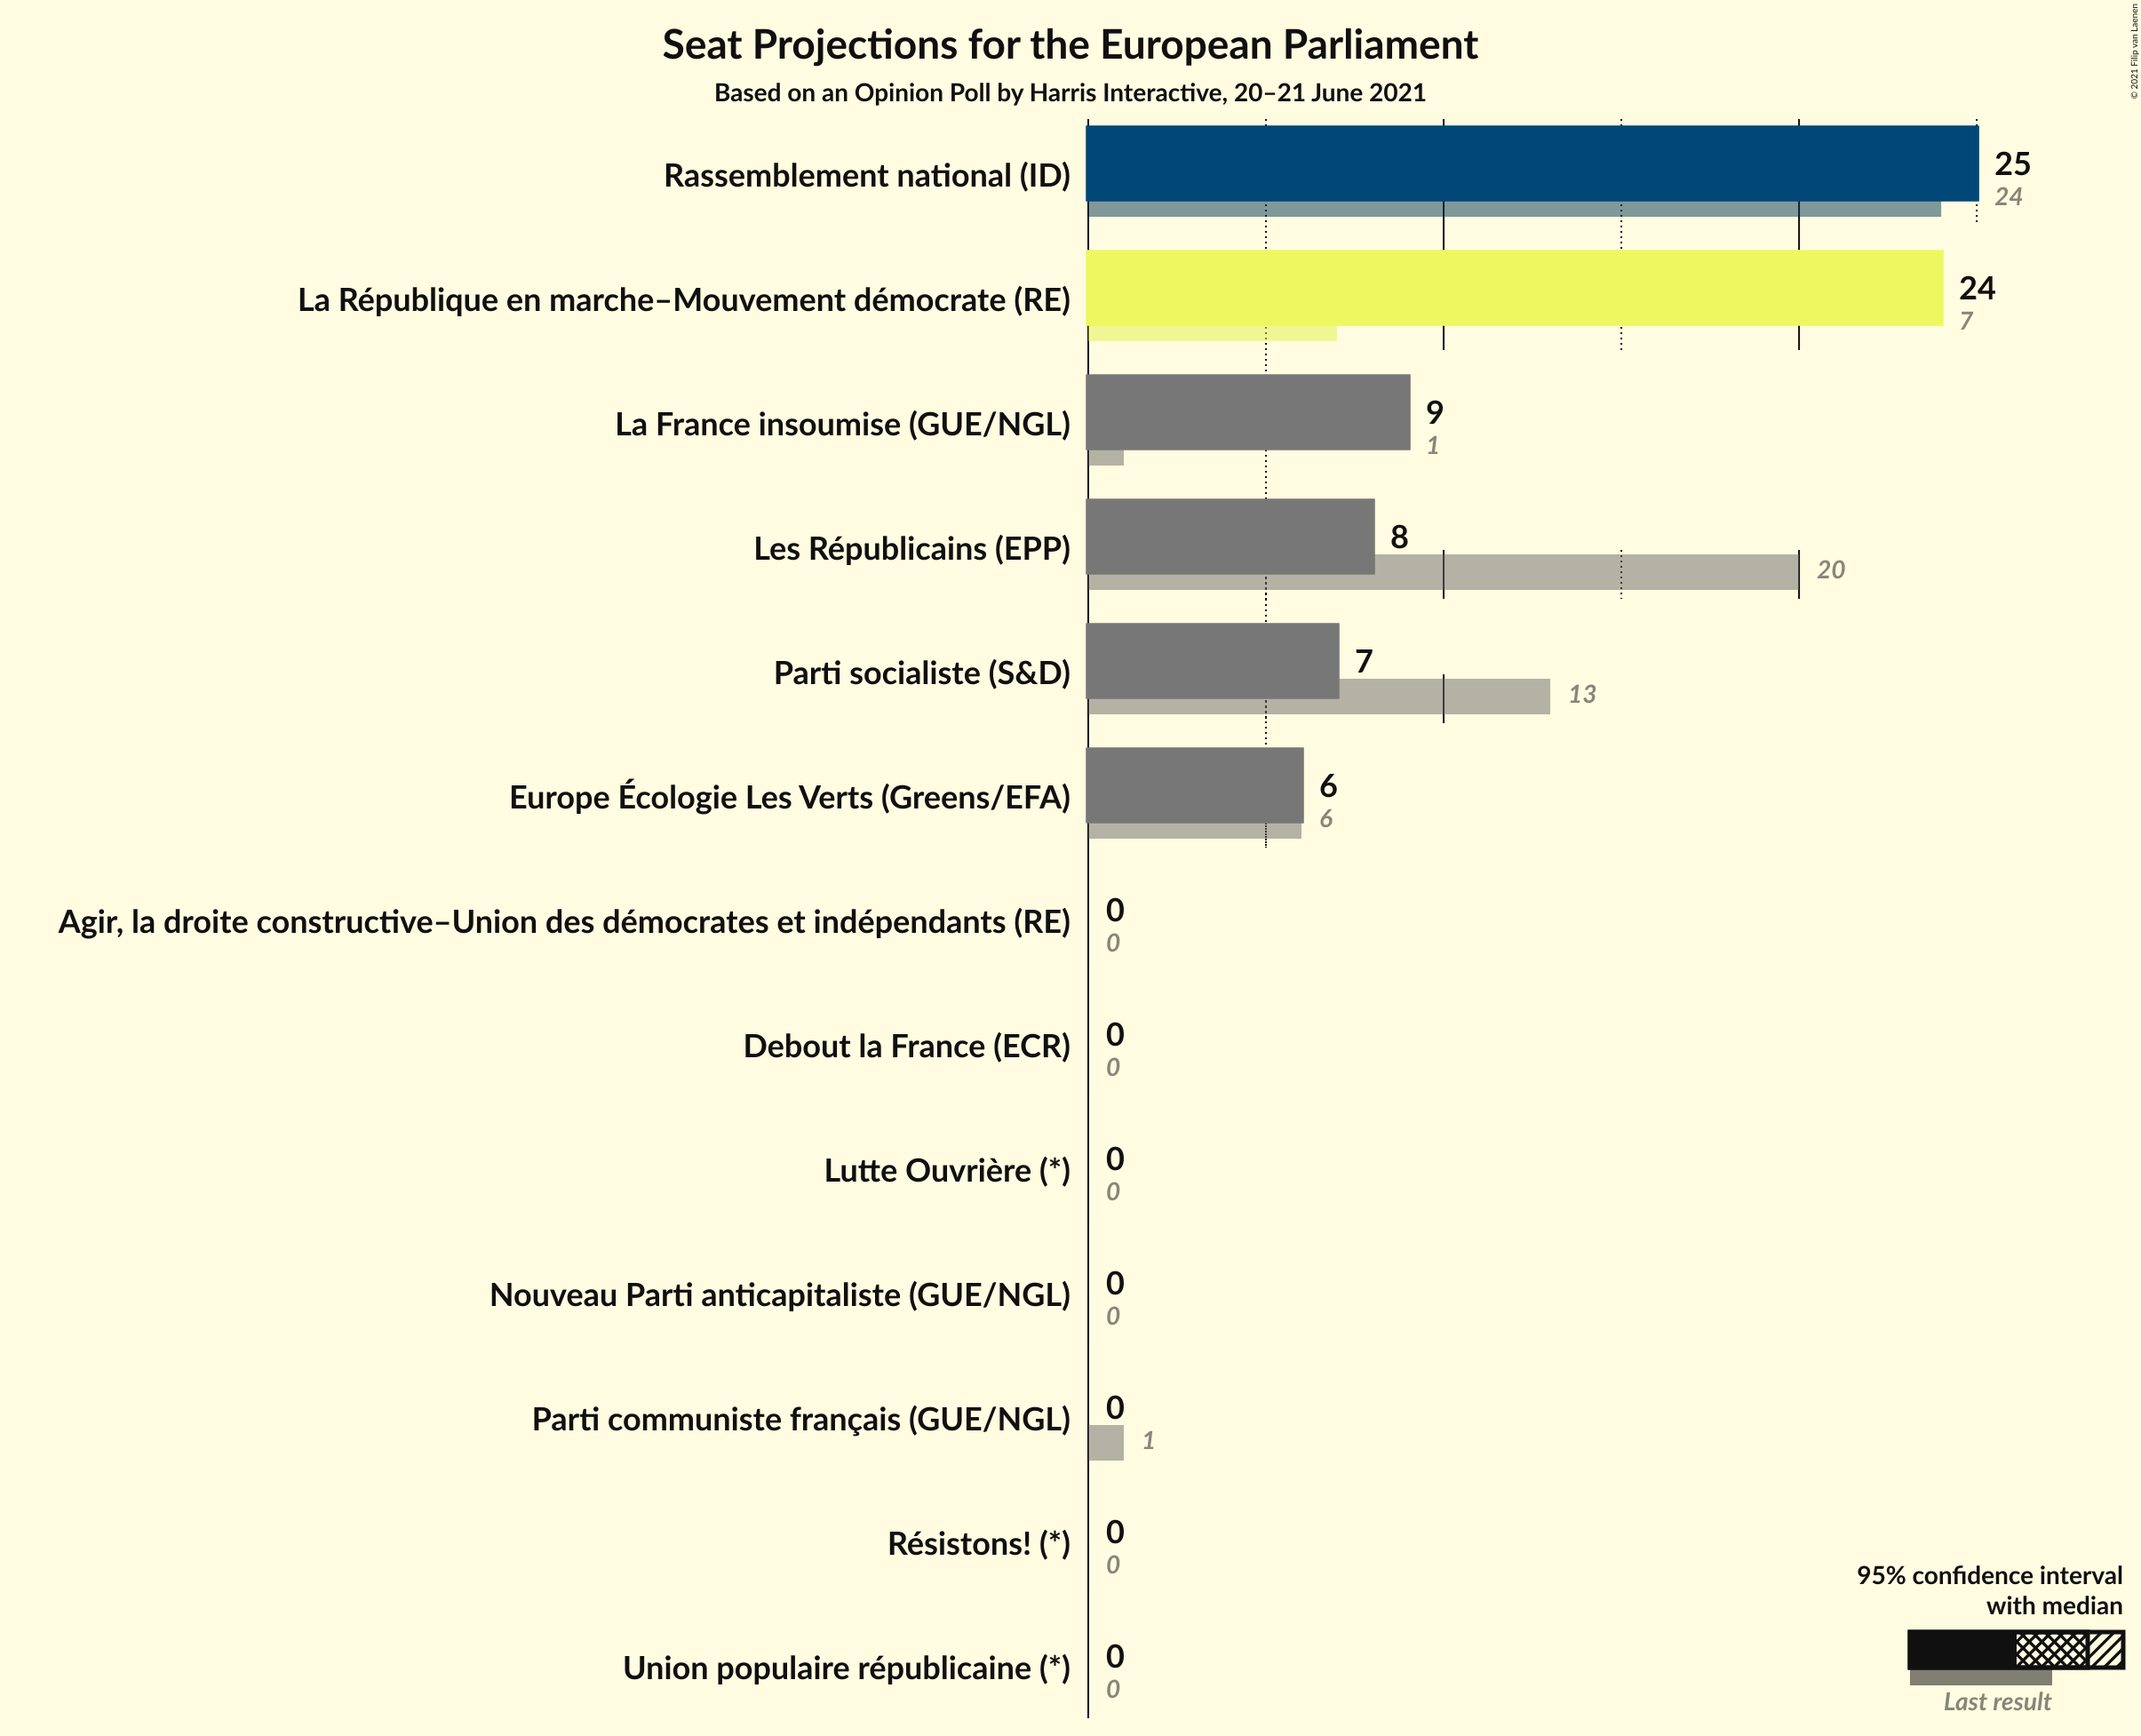 Seat Projections for the European Parliament
Based on an Opinion Poll by Harris Interactive, 20–21 June 2021
© 2021 Filip van Laenen
Rassemblement national (ID)
25
24
La République en marche–Mouvement démocrate (RE)
24
7
La France insoumise (GUE/NGL)
9
1
Les Républicains (EPP)
8
20
Parti socialiste (S&D)
7
13
Europe Écologie Les Verts (Greens/EFA)
6
6
Agir, la droite constructive–Union des démocrates et indépendants (RE)
0
0
Debout la France (ECR)
0
0
Lutte Ouvrière (*)
0
0
Nouveau Parti anticapitaliste (GUE/NGL)
0
0
Parti communiste français (GUE/NGL)
0
1
Résistons! (*)
0
0
Union populaire républicaine (*)
0
0
95% confidence interval
with median
Last result